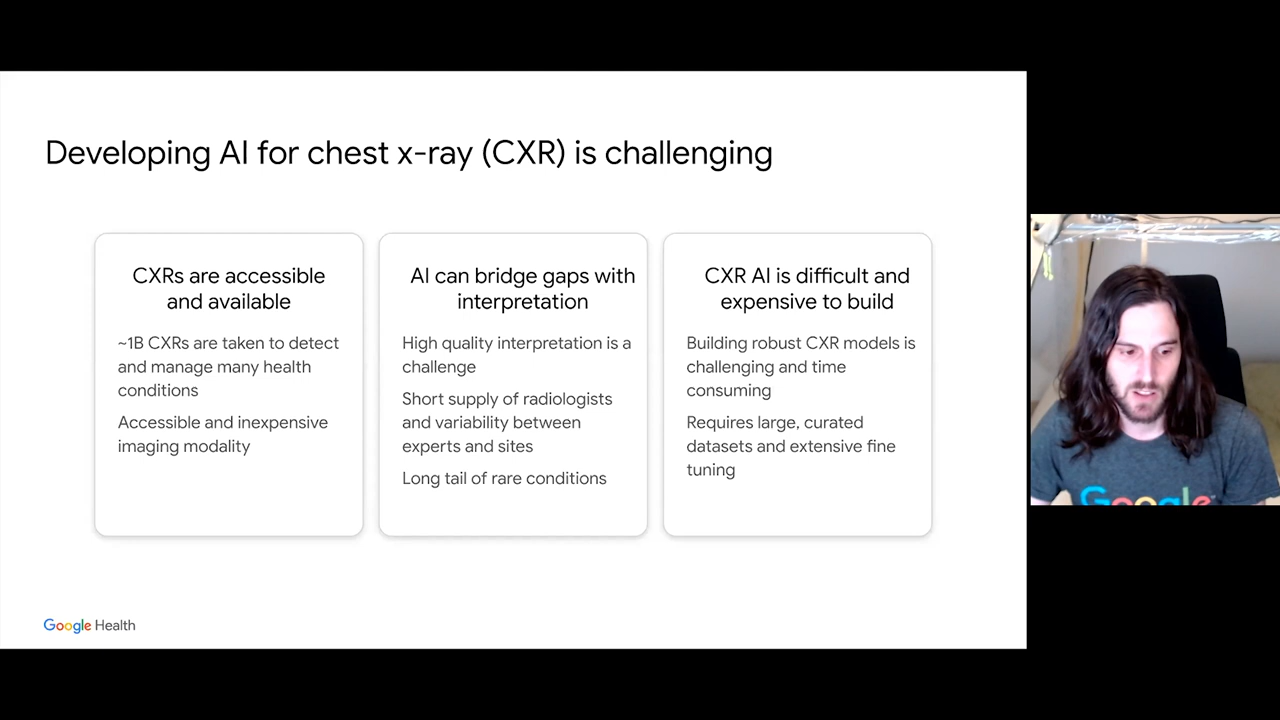 Developing AI for chest x-ray (CXR) is challenging
CXRs are accessible
and available
~1B CXRs are taken to detect
and manage many health
conditions
Accessible and inexpensive
imaging modality
AI can bridge gaps with
interpretation
High quality interpretation is a
challenge
Short supply of radiologists
and variability between
experts and sites
Long tail of rare conditions
CXR AI is difficult and
expensive to build
Building robust CXR models is
challenging and time
consuming
Requires large, curated
datasets and extensive fine
tuning
Google Health
Google